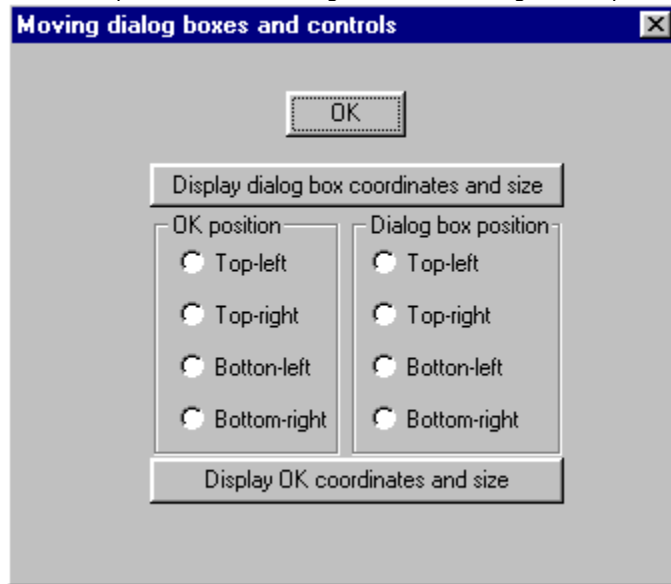 Moving dialog boxes and controls
OK
Display dialog box coordinates and size
OK position
Dialog box position
Top-left
Top-left
Top-right
Top-right
Botton-left
Botton-left
Bottom-right
Bottom-right
Display OK coordinates and size